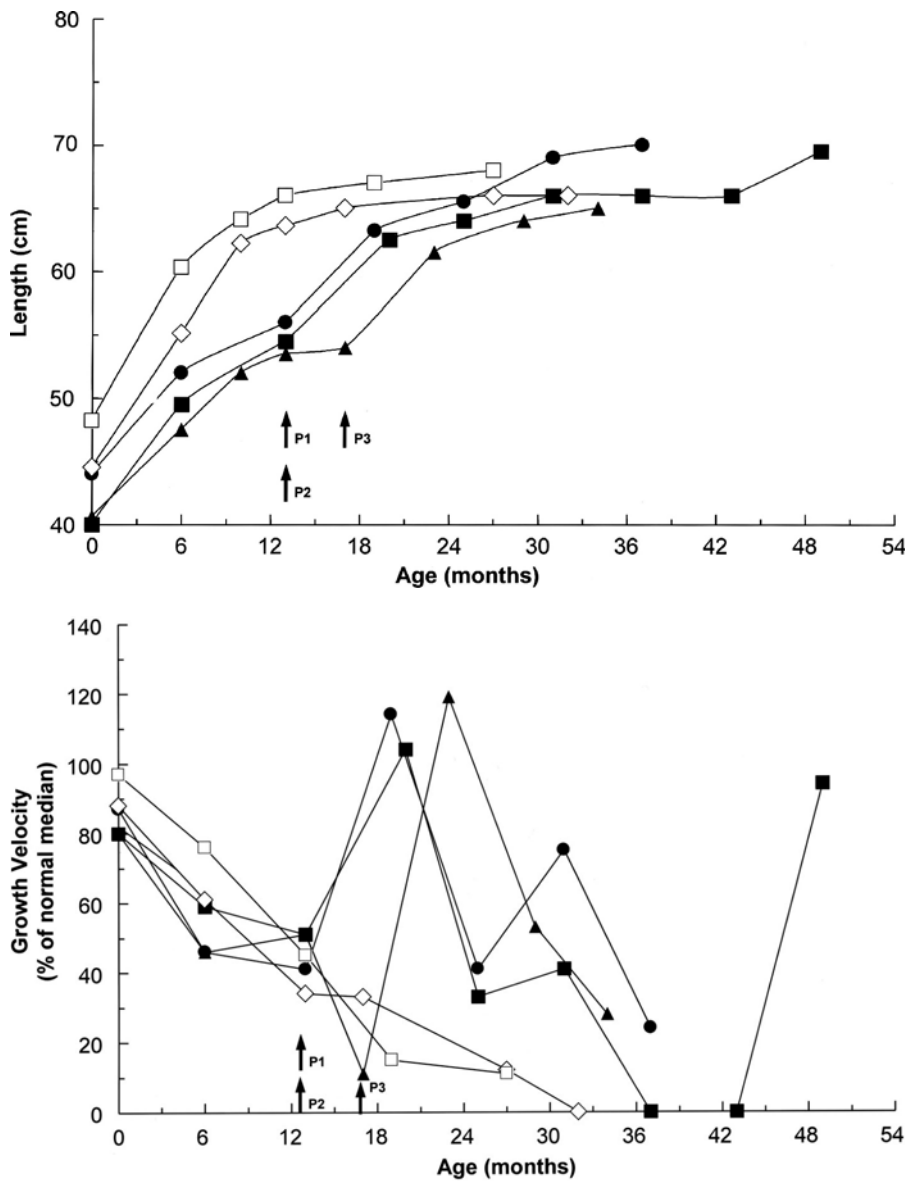 80
70
60
50
40
Length (cm)
P1
P3
P2
0 6 12 18 24 30 36 42 48 54
Age (months)
140
120
100
80
60
40
20
0
Growth Velocity
(% of normal median)
P1
P2
P3
0 6 12 18 24 30 36 42 48 54
Age (months)